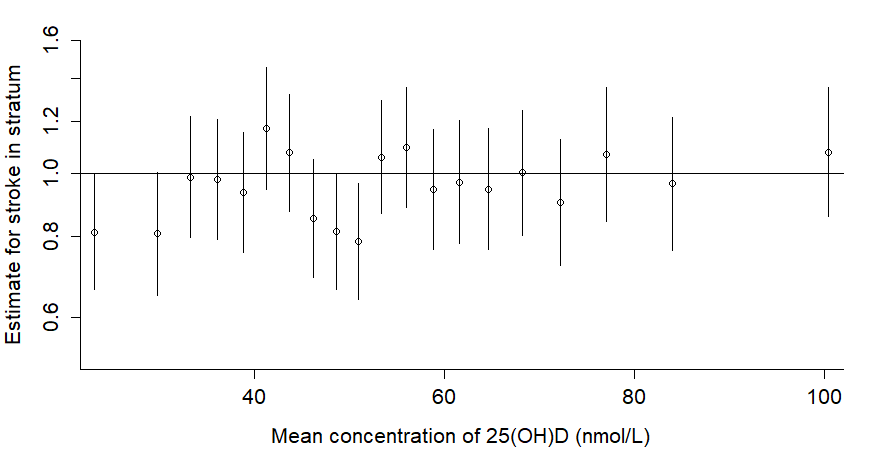 Estimate for stroke in stratum
1.6
1.2
1.0
0.8
0.6
40 60 80 100
Mean concentration of 25(OH)D (nmol/L)